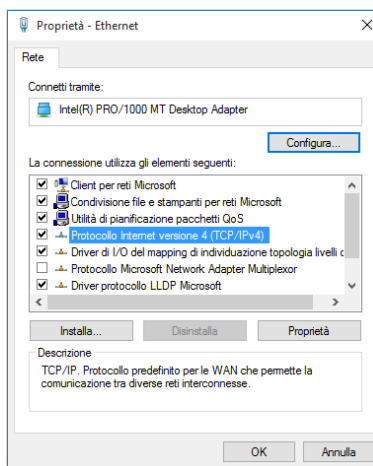 Proprietà - Ethernet
Rete
Connetti tramite:
Intel(R) PRO/1000 MT Desktop Adapter
Configura...
La connessione utilizza gli elementi seguenti:
Client per reti Microsoft
Condivisione file e stampanti per reti Microsoft
Utilità di pianificazione pacchetti QoS
Protocollo Internet versione 4 (TCP/IPv4)
Driver di I/O del mapping di individuazione topologia livelli c
Protocollo Microsoft Network Adapter Multiplexor
Driver protocollo LLDP Microsoft
Installa... Disinstalla Proprietà
Descrizione
TCP/IP. Protocollo predefinito per le WAN che permette la
comunicazione tra diverse reti interconnesse.
OK Annulla